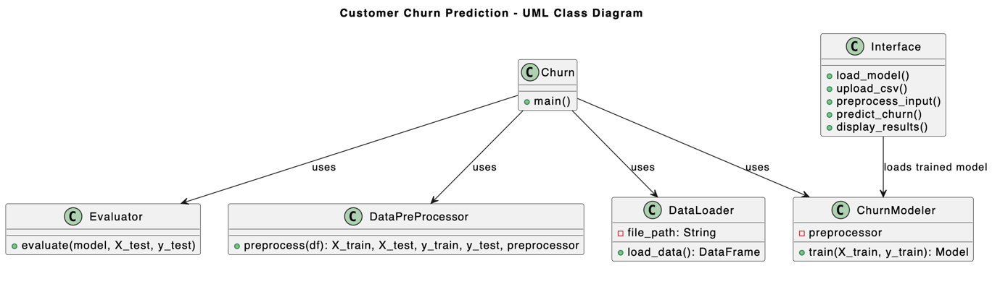 Customer Churn Prediction - UML Class Diagram
C Interface
load_model()
upload_csv()
preprocess_input()
predict_churn()
display_results()
C Churn
main()
uses
uses
uses
uses
loads trained model
C Evaluator
evaluate(model, X_test, y_test)
C DataPreProcessor
preprocess(df): X_train, X_test, y_train, y_test, preprocessor
C DataLoader
file_path: String
load_data(): DataFrame
C ChurnModeler
preprocessor
train(X_train, y_train): Model